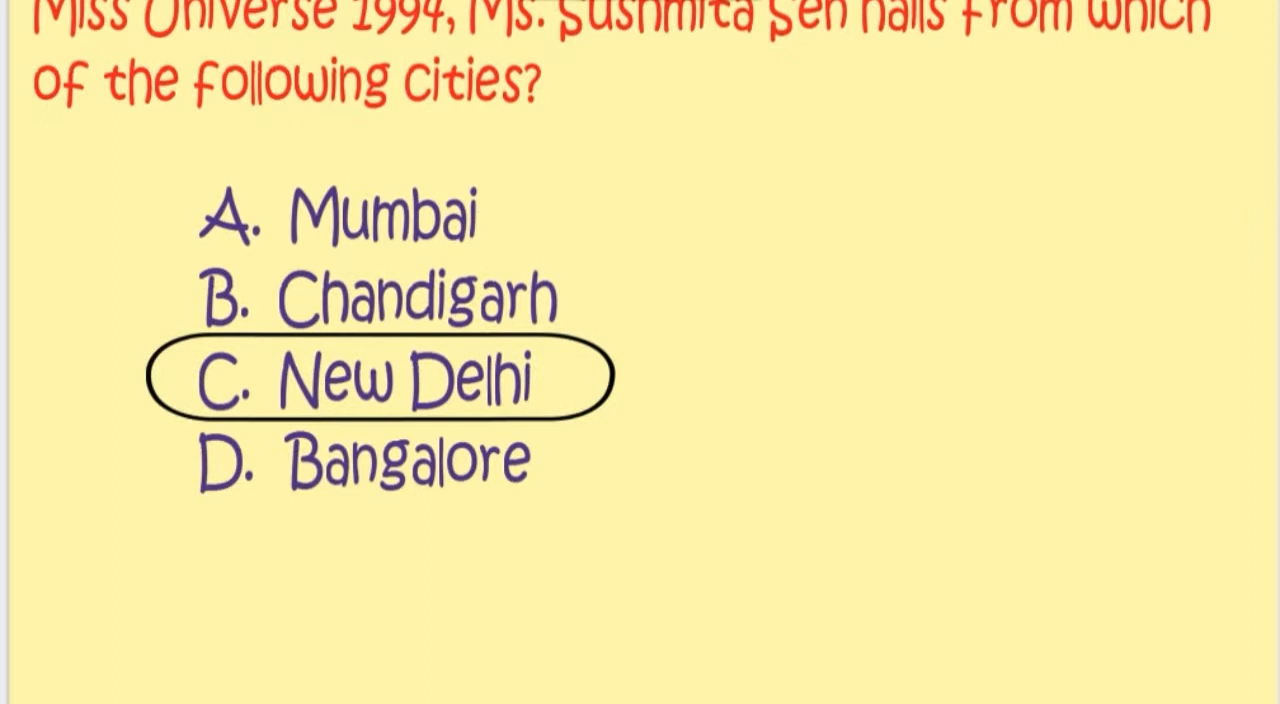 Miss Universe 1994, Ms. Sushmita Sen hails from which
of the following cities?
A. Mumbai
B. Chandigarh
C. New Delhi
D. Bangalore